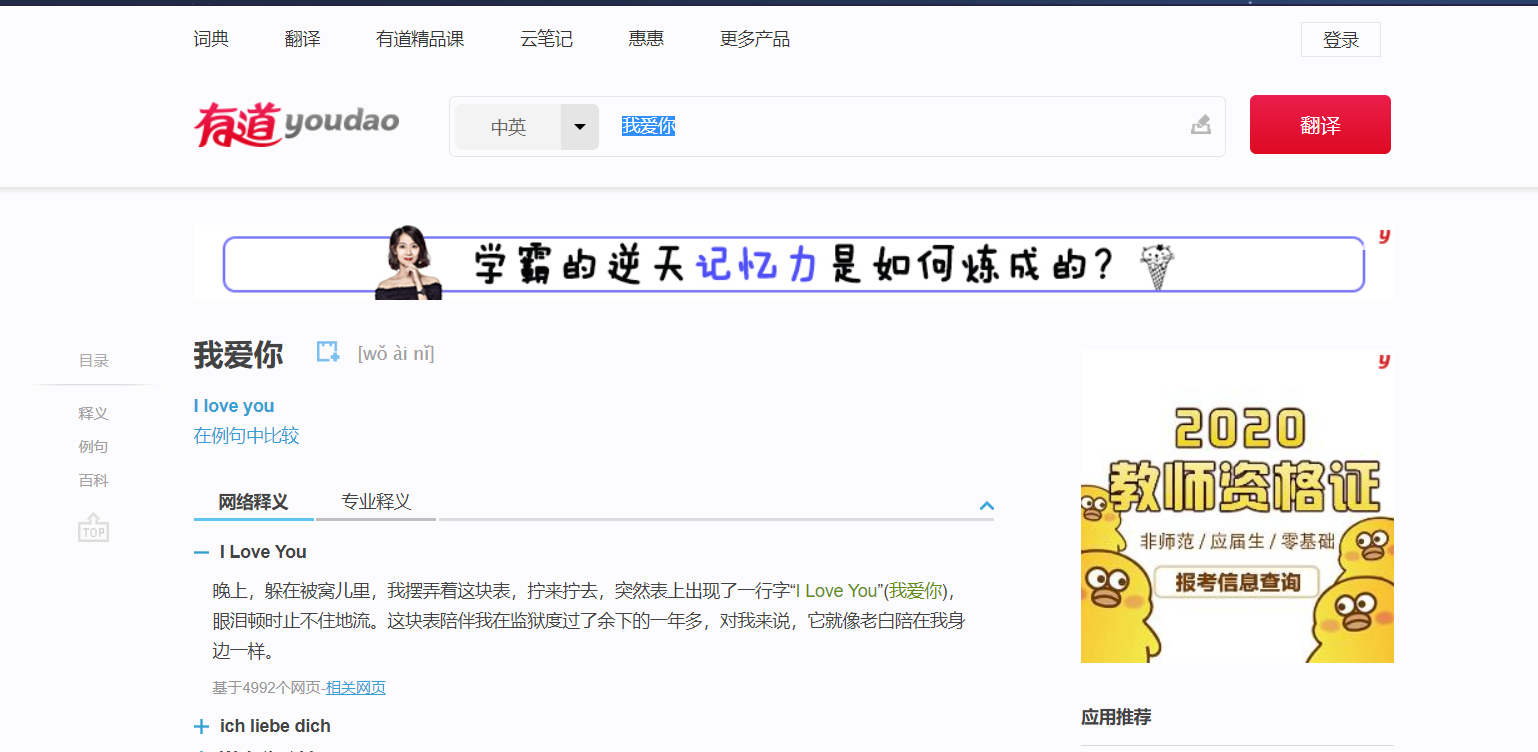 词典 翻译 有道精品课 云笔记 惠惠 更多产品 登录
有道 youdao 中英 我爱你 翻译
学霸的逆天记忆力是如何炼成的？ y
目录
释义
例句
百科
TOP
我爱你 [wǒ ài nǐ]
I love you
在例句中比较
网络释义 专业释义
I Love You
晚上，躲在被窝儿里，我摆弄着这块表，拧来拧去，突然表上出现了一行字“I Love You”(我爱你)，
眼泪顿时止不住地流。这块表陪伴我在监狱度过了余下的一年多，对我来说，它就像老白陪在我身
边一样。
基于4992个网页-相关网页
ich liebe dich
y
2020
教师资格证
非师范 / 应届生 / 零基础
报考信息查询
应用推荐